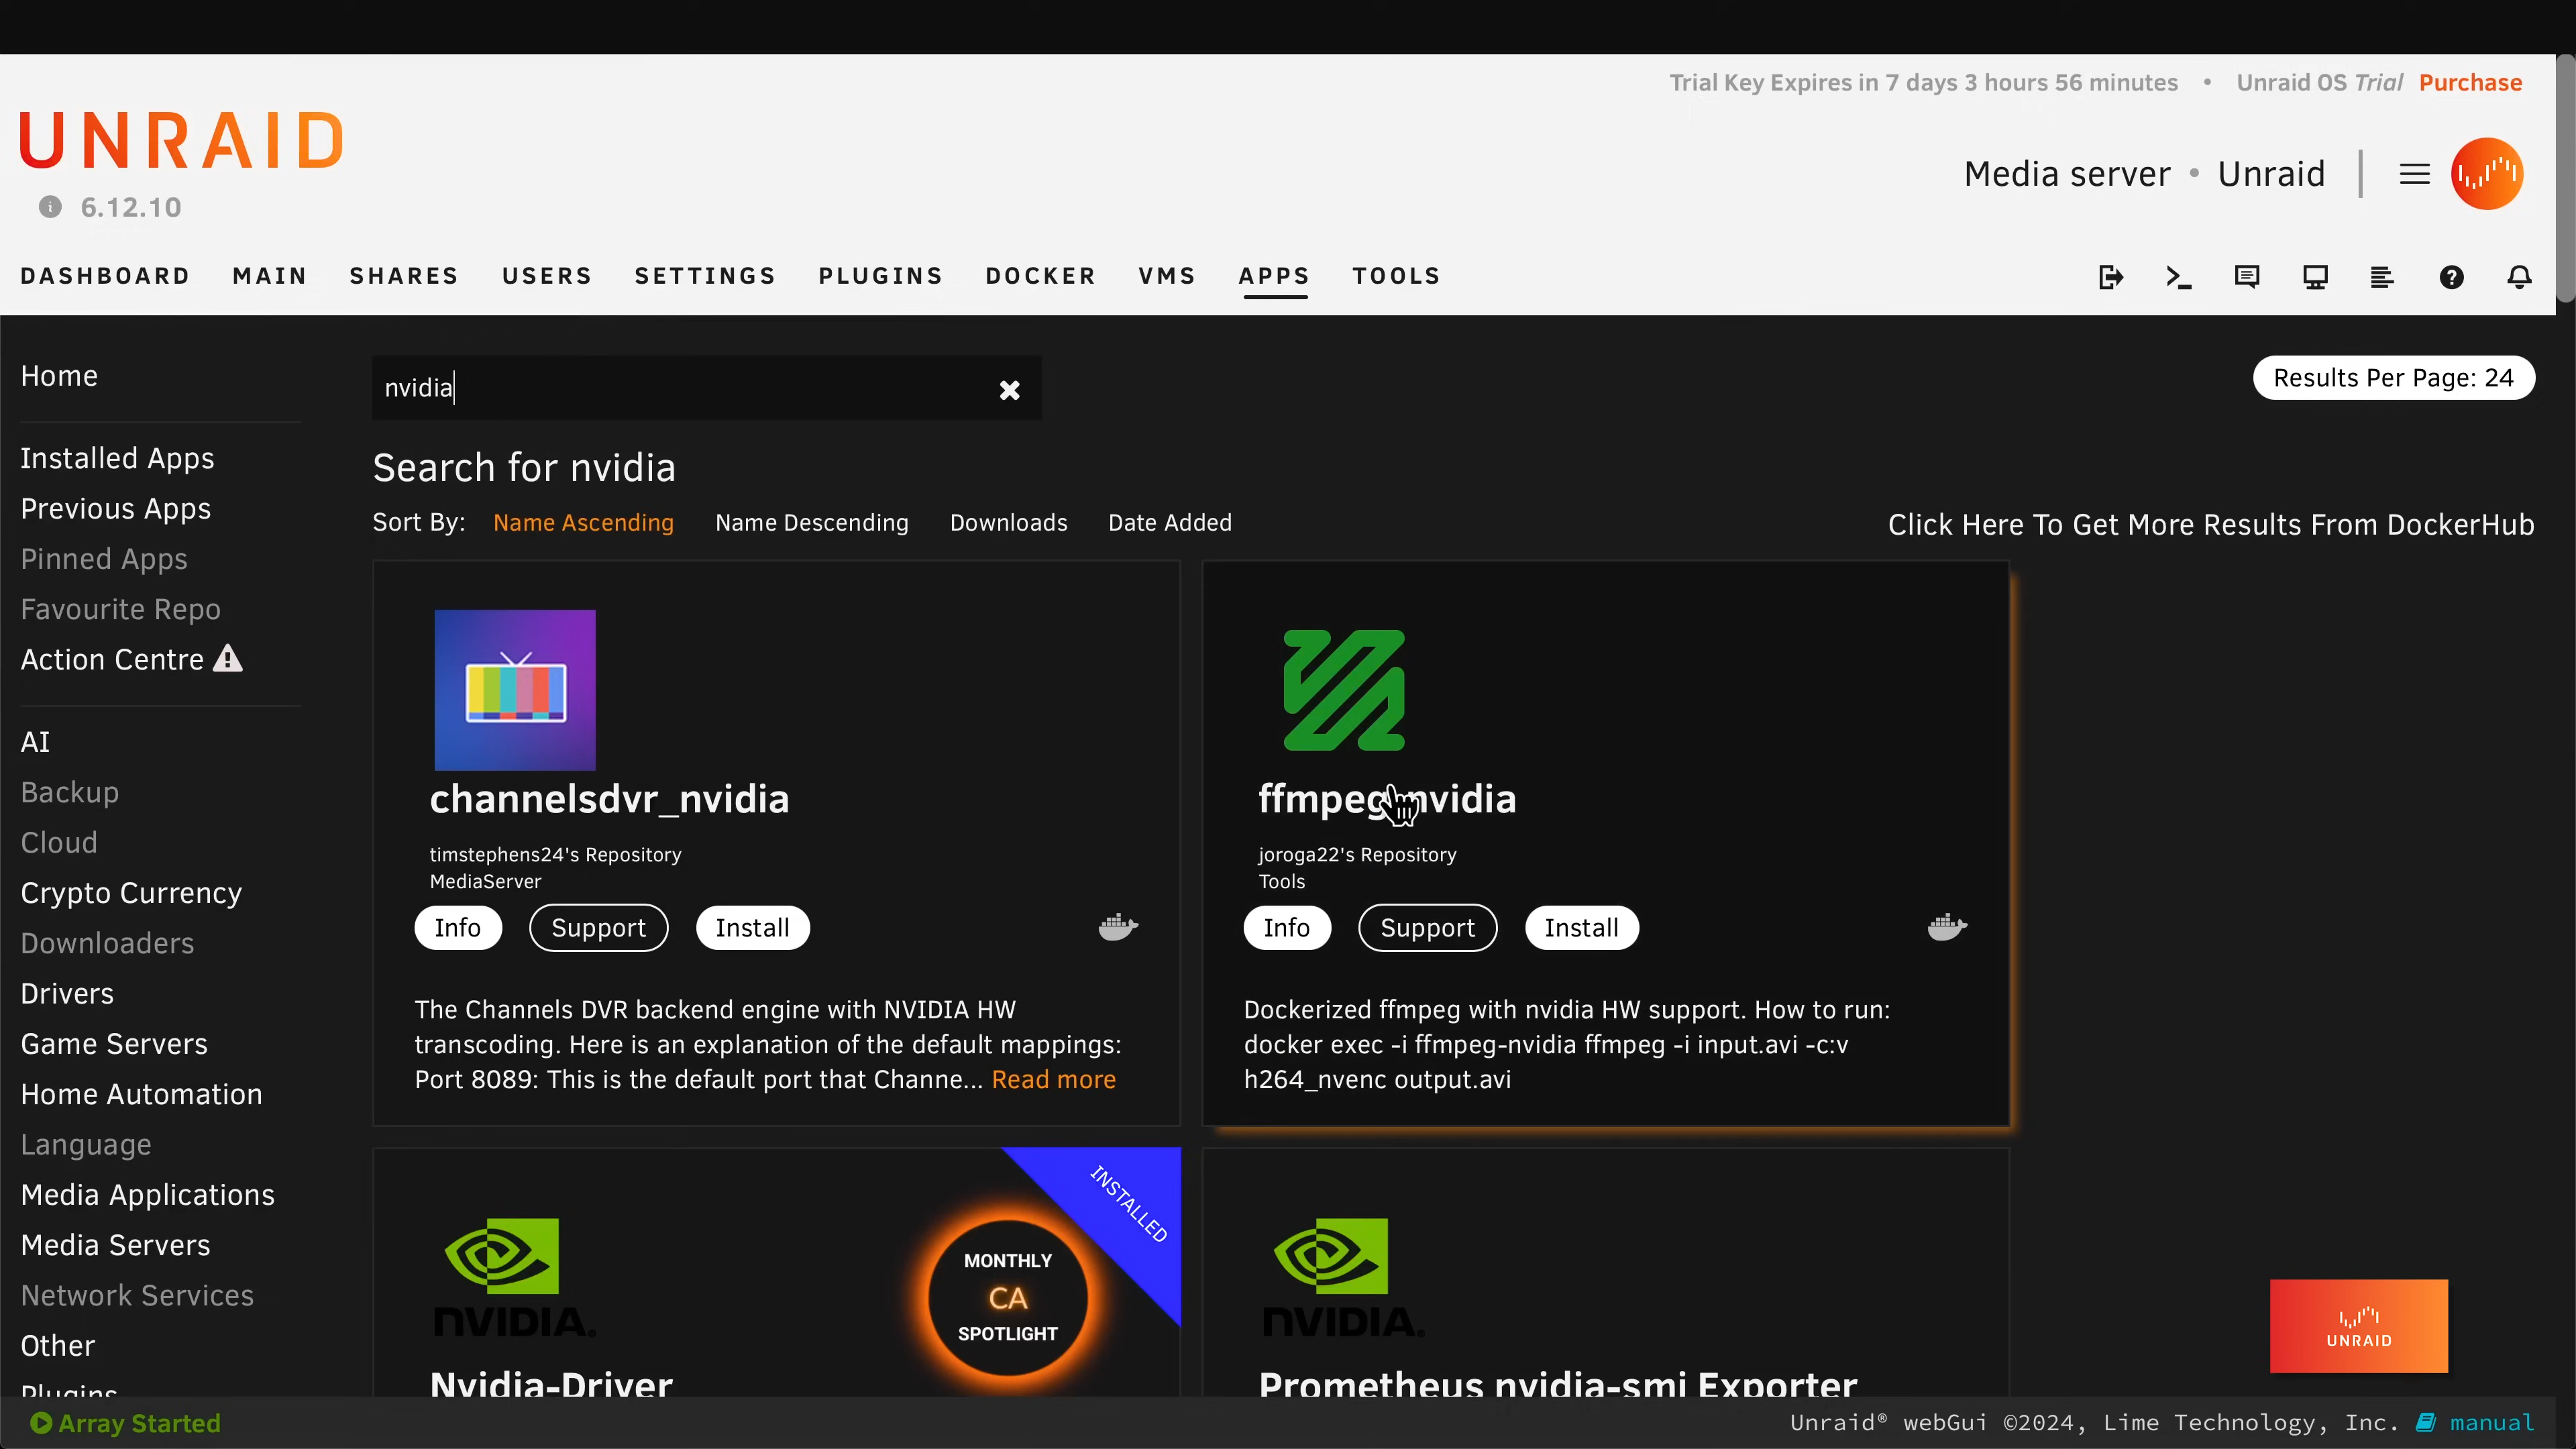 Trial Key Expires in 7 days 3 hours 56 minutes • Unraid OS Trial Purchase
UNRAID
6.12.10
Media server • Unraid
DASHBOARD MAIN SHARES USERS SETTINGS PLUGINS DOCKER VMS APPS TOOLS
Home
Installed Apps
Previous Apps
Pinned Apps
Favourite Repo
Action Centre
AI
Backup
Cloud
Crypto Currency
Downloaders
Drivers
Game Servers
Home Automation
Language
Media Applications
Media Servers
Network Services
Other
Plugins
nvidia
Results Per Page: 24
Search for nvidia
Sort By: Name Ascending Name Descending Downloads Date Added
Click Here To Get More Results From DockerHub
channelsdvr_nvidia
timstephens24's Repository
MediaServer
Info Support Install
The Channels DVR backend engine with NVIDIA HW
transcoding. Here is an explanation of the default mappings:
Port 8089: This is the default port that Channe... Read more
ffmpeg-nvidia
joroga22's Repository
Tools
Info Support Install
Dockerized ffmpeg with nvidia HW support. How to run:
docker exec -i ffmpeg-nvidia ffmpeg -i input.avi -c:v
h264_nvenc output.avi
INSTALLED
MONTHLY
CA
SPOTLIGHT
NVIDIA.
Nvidia-Driver
NVIDIA.
Prometheus nvidia-smi Exporter
UNRAID
Array Started
Unraid® webGui ©2024, Lime Technology, Inc. manual